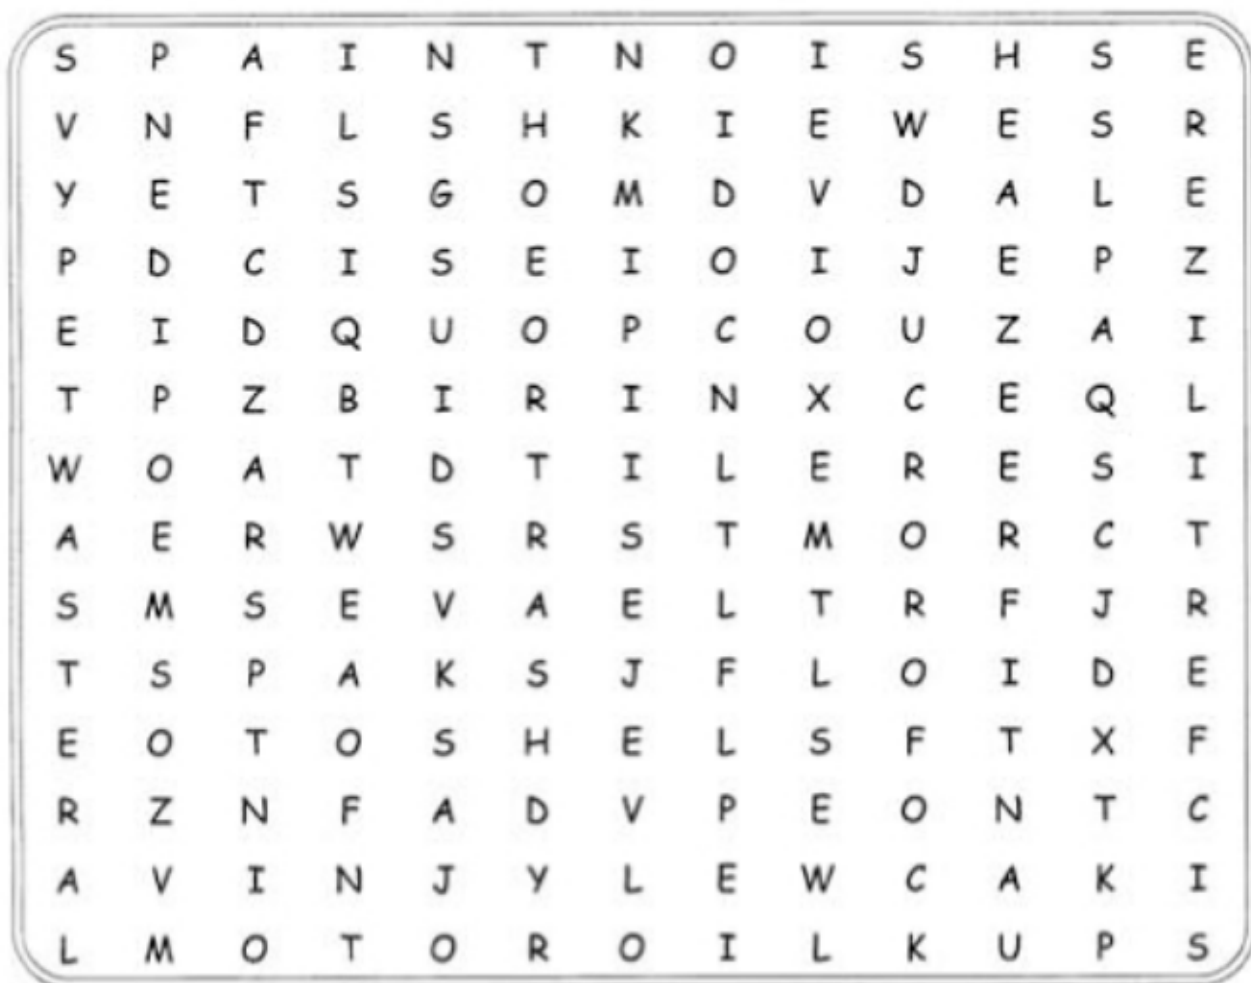 S P A I N T N O I S H S E
V N F L S H K I E W E S R
Y E T S G O M D V D A L E
P D C I S E I O I J E P Z
E I D Q U O P C O U Z A I
T P Z B I R I N X C E Q L
W O A T D T I L E R E S I
A E R W S R S T M O R C T
S M S E V A E L T R F J R
T S P A K S J F L O I D E
E O T O S H E L S F T X F
R Z N F A D V P E O N T C
A V I N J Y L E W C A K I
L M O T O R O I L K U P S